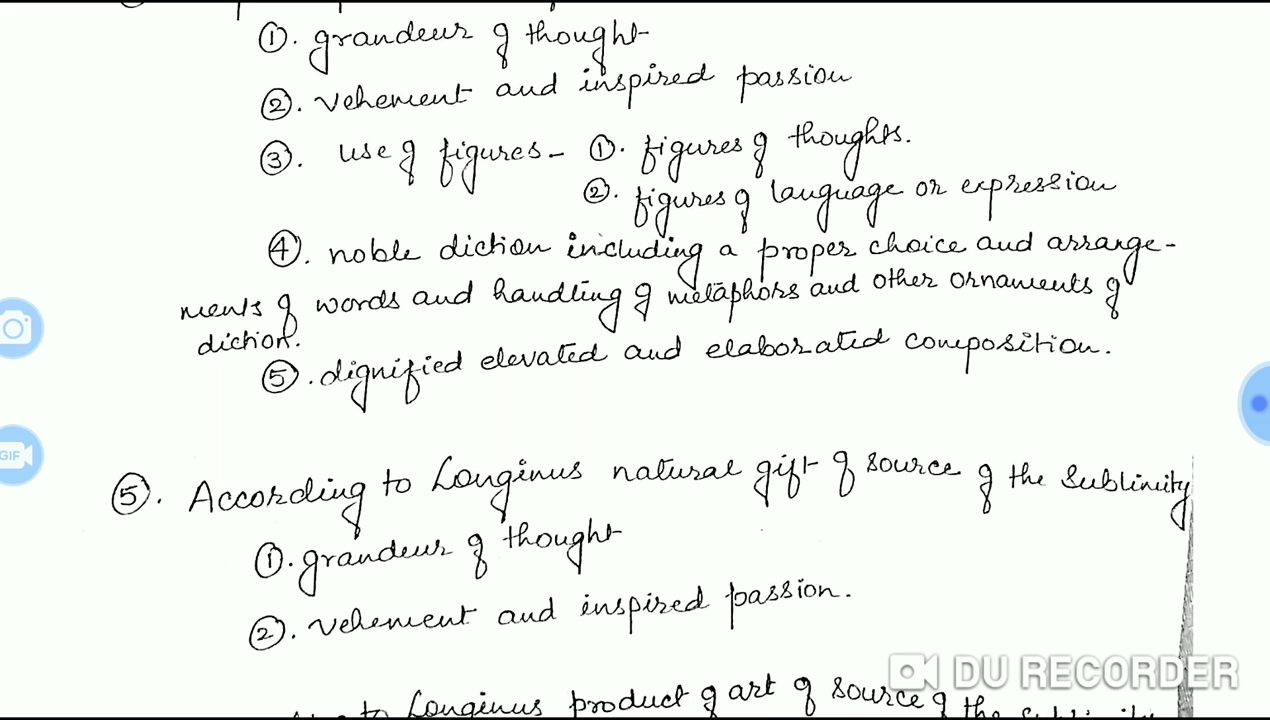 ①. grandeur of thought
②. vehement and inspired passion
③. use of figures - ①. figures of thoughts.
②. figures of language or expression
④. noble diction including a proper choice and arrange-
ments of words and handling of metaphors and other ornaments of
diction.
⑤. dignified elevated and elaborated composition.
⑤. According to Longinus natural gift of source of the Sublimity
①. grandeur of thought
②. vehement and inspired passion.
to Longinus product of art of source of the
DU RECORDER
GIF